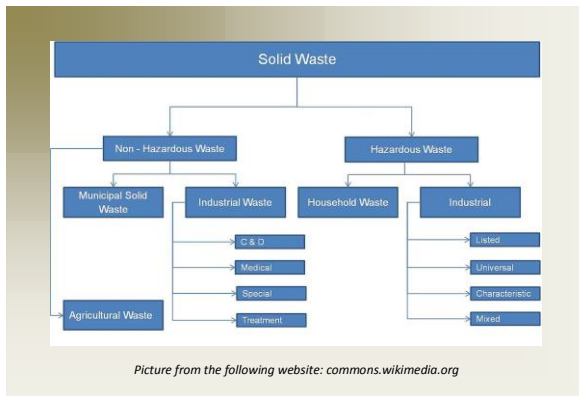 Solid Waste
Non - Hazardous Waste
Hazardous Waste
Municipal Solid
Waste
Industrial Waste
Household Waste
Industrial
C & D
Listed
Medical
Universal
Special
Characteristic
Agricultural Waste
Treatment
Mixed
Picture from the following website: commons.wikimedia.org